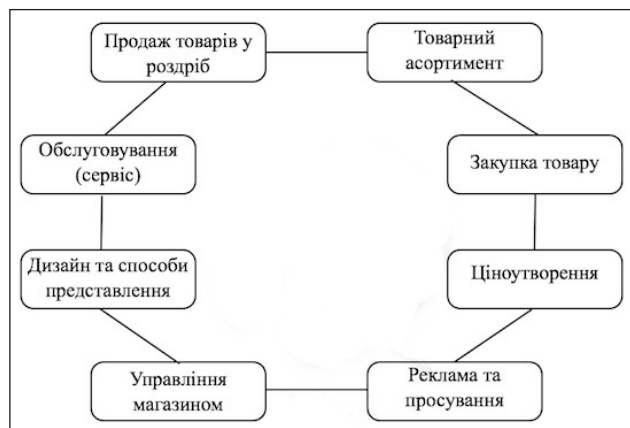 Продаж товарів у
роздріб
Товарний
асортимент
Обслуговування
(сервіс)
Закупка товару
Дизайн та способи
представлення
Ціноутворення
Управління
магазином
Реклама та
просування